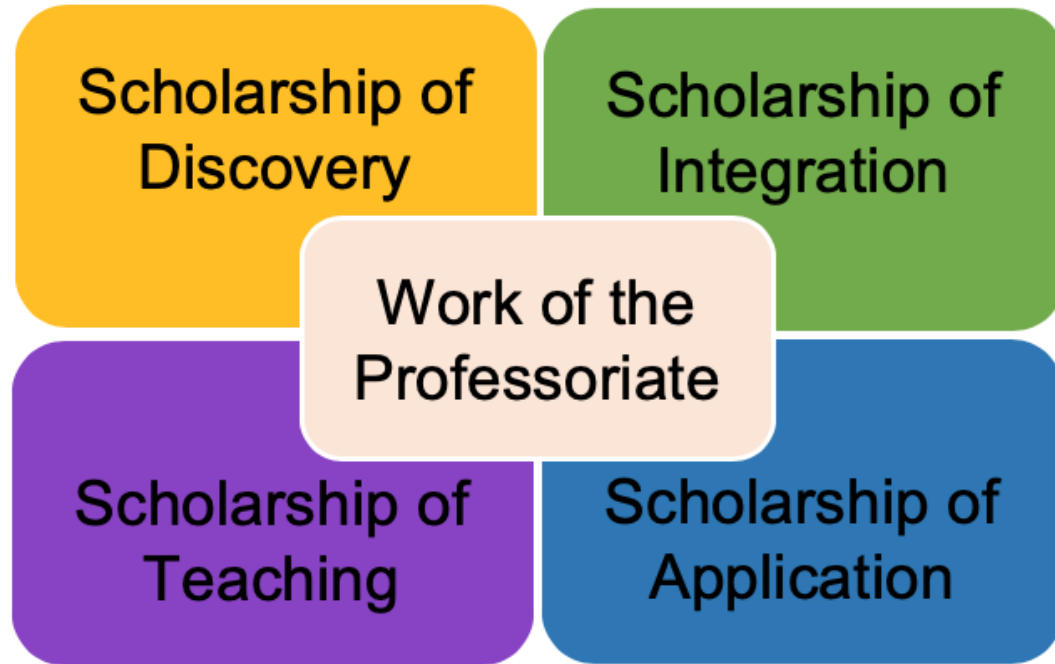 Scholarship of
Discovery
Scholarship of
Integration
Work of the
Professoriate
Scholarship of
Teaching
Scholarship of
Application